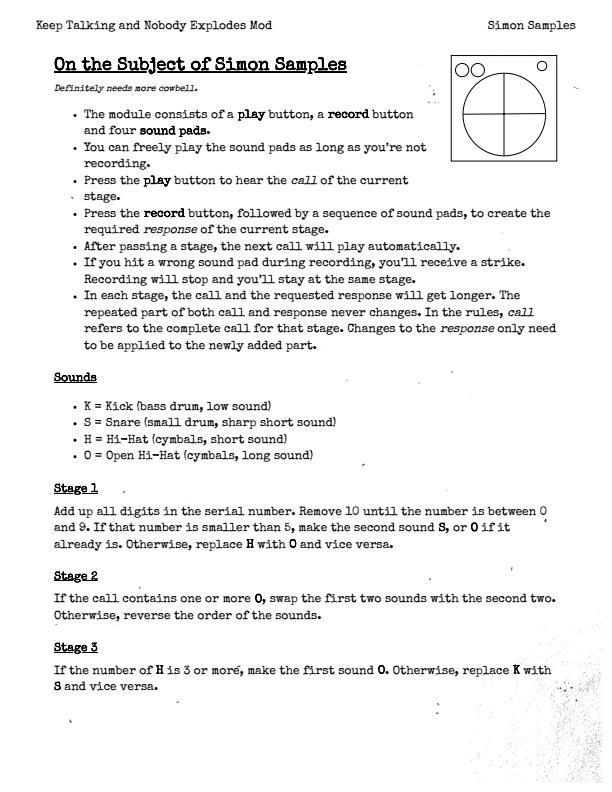 Keep Talking and Nobody Explodes Mod
Simon Samples
On the Subject of Simon Samples
Definitely needs more cowbell.
• The module consists of a play button, a record button
and four sound pads.
• You can freely play the sound pads as long as you're not
recording.
• Press the play button to hear the call of the current
stage.
• Press the record button, followed by a sequence of sound pads, to create the
required response of the current stage.
• After passing a stage, the next call will play automatically.
• If you hit a wrong sound pad during recording, you'll receive a strike.
Recording will stop and you'll stay at the same stage.
• In each stage, the call and the requested response will get longer. The
repeated part of both call and response never changes. In the rules, call
refers to the complete call for that stage. Changes to the response only need
to be applied to the newly added part.
Sounds
• K = Kick (bass drum, low sound)
• S = Snare (small drum, sharp short sound)
• H = Hi-Hat (cymbals, short sound)
• O = Open Hi-Hat (cymbals, long sound)
Stage 1
Add up all digits in the serial number. Remove 10 until the number is between 0
and 9. If that number is smaller than 5, make the second sound S, or O if it
already is. Otherwise, replace H with O and vice versa.
Stage 2
If the call contains one or more O, swap the first two sounds with the second two.
Otherwise, reverse the order of the sounds.
Stage 3
If the number of H is 3 or more, make the first sound O. Otherwise, replace K with
S and vice versa.